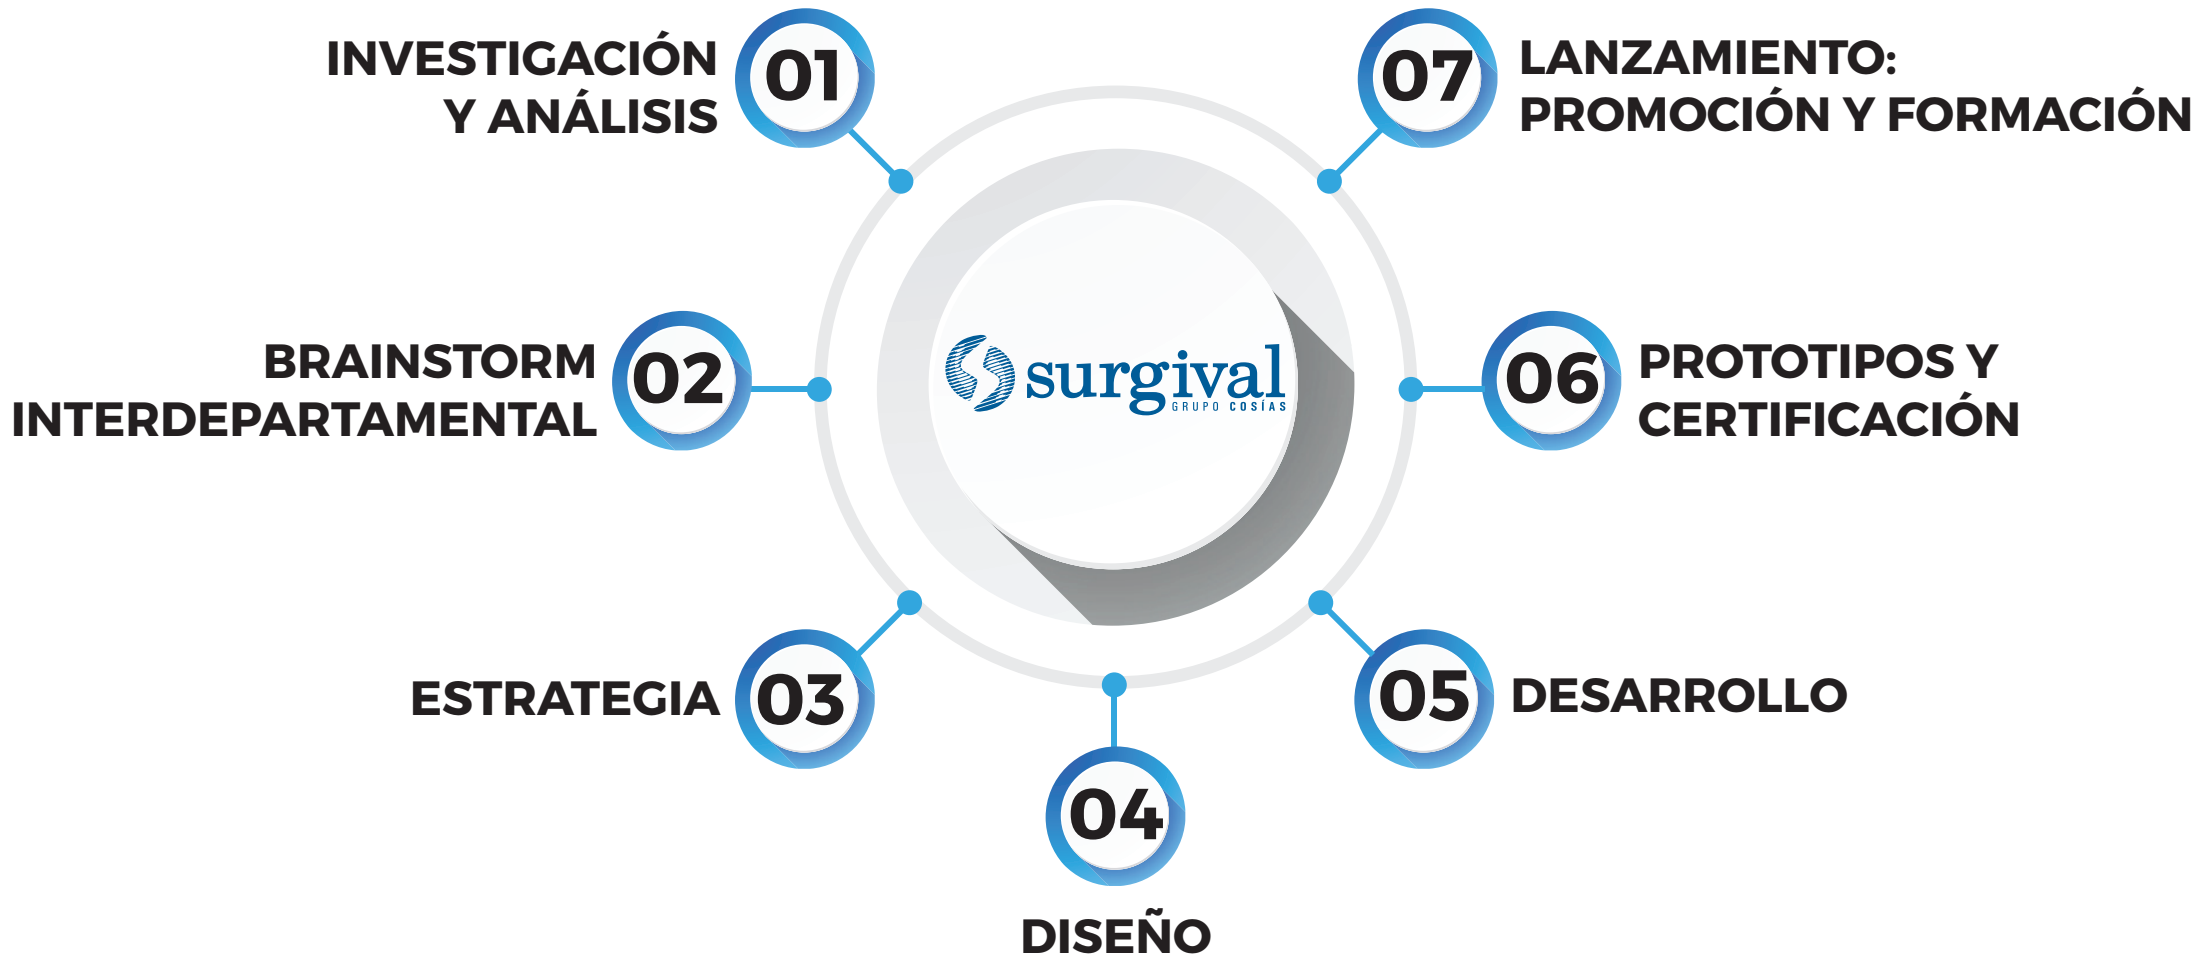 01
INVESTIGACIÓN
Y ANÁLISIS
02
BRAINSTORM
INTERDEPARTAMENTAL
03
ESTRATEGIA
04
DISEÑO
05
DESARROLLO
06
PROTOTIPOS Y
CERTIFICACIÓN
07
LANZAMIENTO:
PROMOCIÓN Y FORMACIÓN
surgival
GRUPO COSÍAS